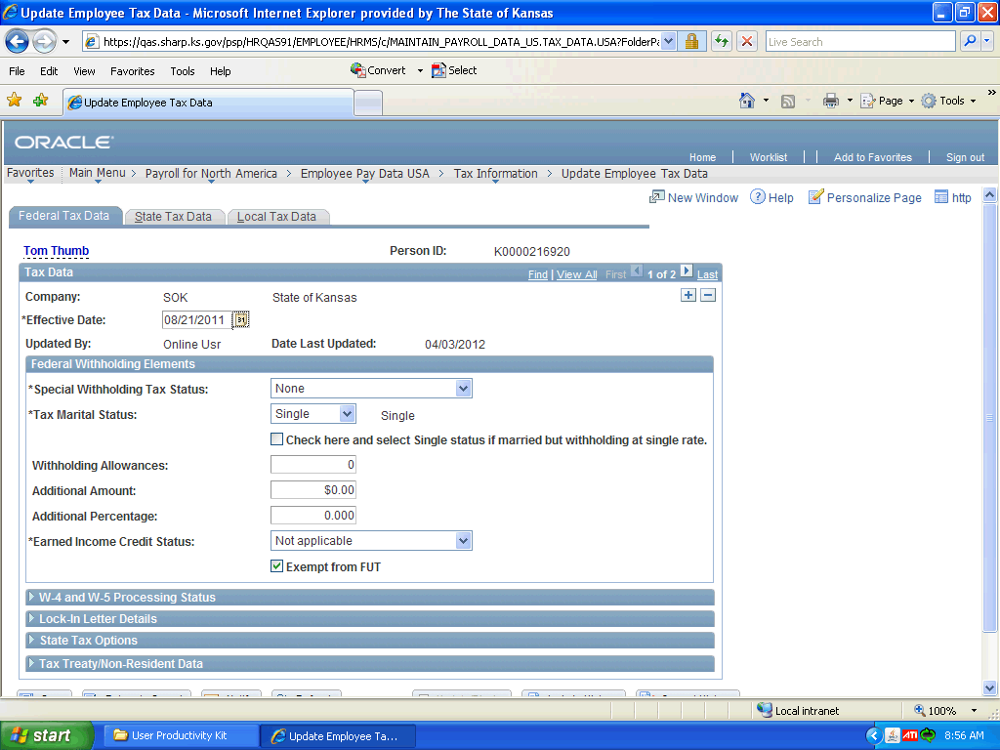 Update Employee Tax Data - Microsoft Internet Explorer provided by The State of Kansas
https://qas.sharp.ks.gov/psp/HRQAS91/EMPLOYEE/HRMS/c/MAINTAIN_PAYROLL_DATA_US.TAX_DATA.USA?FolderPa
Live Search
File Edit View Favorites Tools Help Convert Select
Update Employee Tax Data Page Tools »
ORACLE
Home Worklist Add to Favorites Sign out
Favorites Main Menu > Payroll for North America > Employee Pay Data USA > Tax Information > Update Employee Tax Data
New Window Help Personalize Page http
Federal Tax Data State Tax Data Local Tax Data
Tom Thumb Person ID: K0000216920
Tax Data Find | View All First 1 of 2 Last
Company: SOK State of Kansas
*Effective Date: 08/21/2011 31
Updated By: Online Usr Date Last Updated: 04/03/2012
Federal Withholding Elements
*Special Withholding Tax Status: None
*Tax Marital Status: Single Single
Check here and select Single status if married but withholding at single rate.
Withholding Allowances: 0
Additional Amount: $0.00
Additional Percentage: 0.000
*Earned Income Credit Status: Not applicable
Exempt from FUT
W-4 and W-5 Processing Status
Lock-In Letter Details
State Tax Options
Tax Treaty/Non-Resident Data
Local intranet 100%
start User Productivity Kit Update Employee Ta... ATI 8:56 AM